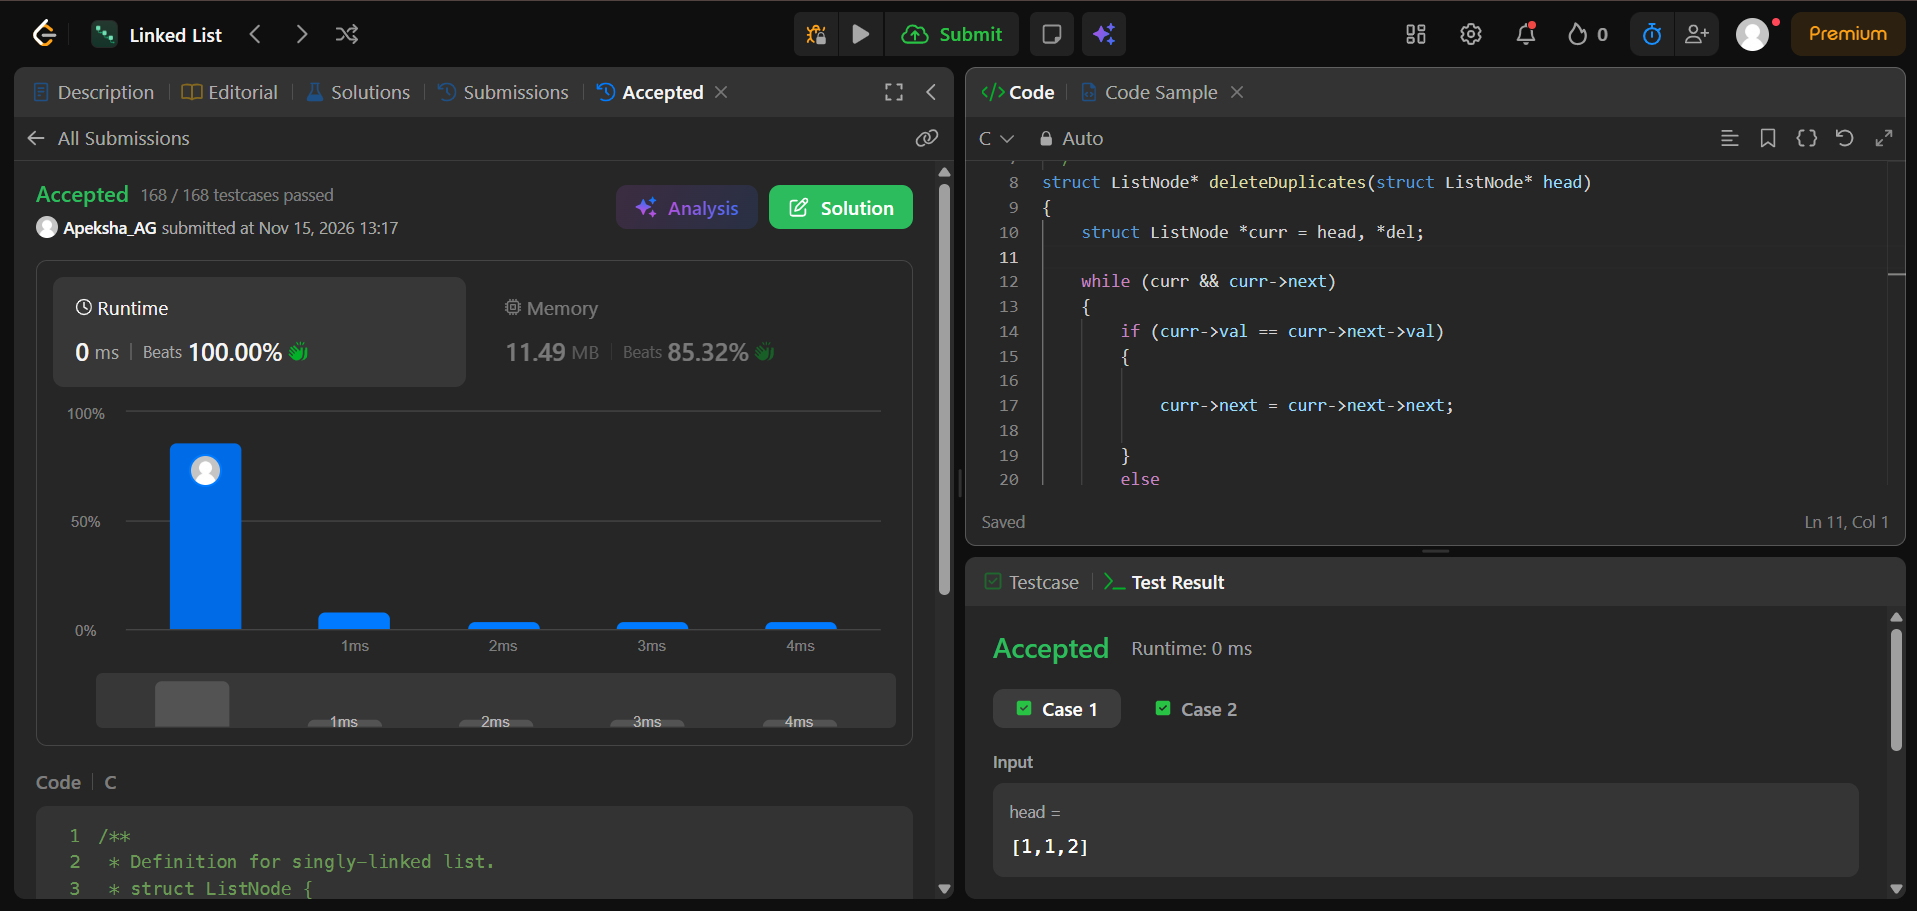 Linked List
Submit
0
Premium
Description
Editorial
Solutions
Submissions
Accepted
All Submissions
Accepted 168 / 168 testcases passed
Apeksha_AG submitted at Nov 15, 2026 13:17
Analysis
Solution
Runtime
0 ms | Beats 100.00%
Memory
11.49 MB | Beats 85.32%
100%
50%
0%
1ms 2ms 3ms 4ms
1ms 2ms 3ms 4ms
Code | C
1 /**
2 * Definition for singly-linked list.
3 * struct ListNode {
</> Code
Code Sample
C
Auto
8 struct ListNode* deleteDuplicates(struct ListNode* head)
9 {
10 struct ListNode *curr = head, *del;
11
12 while (curr && curr->next)
13 {
14 if (curr->val == curr->next->val)
15 {
16
17 curr->next = curr->next->next;
18
19 }
20 else
Saved
Ln 11, Col 1
Testcase
Test Result
Accepted Runtime: 0 ms
Case 1
Case 2
Input
head =
[1,1,2]